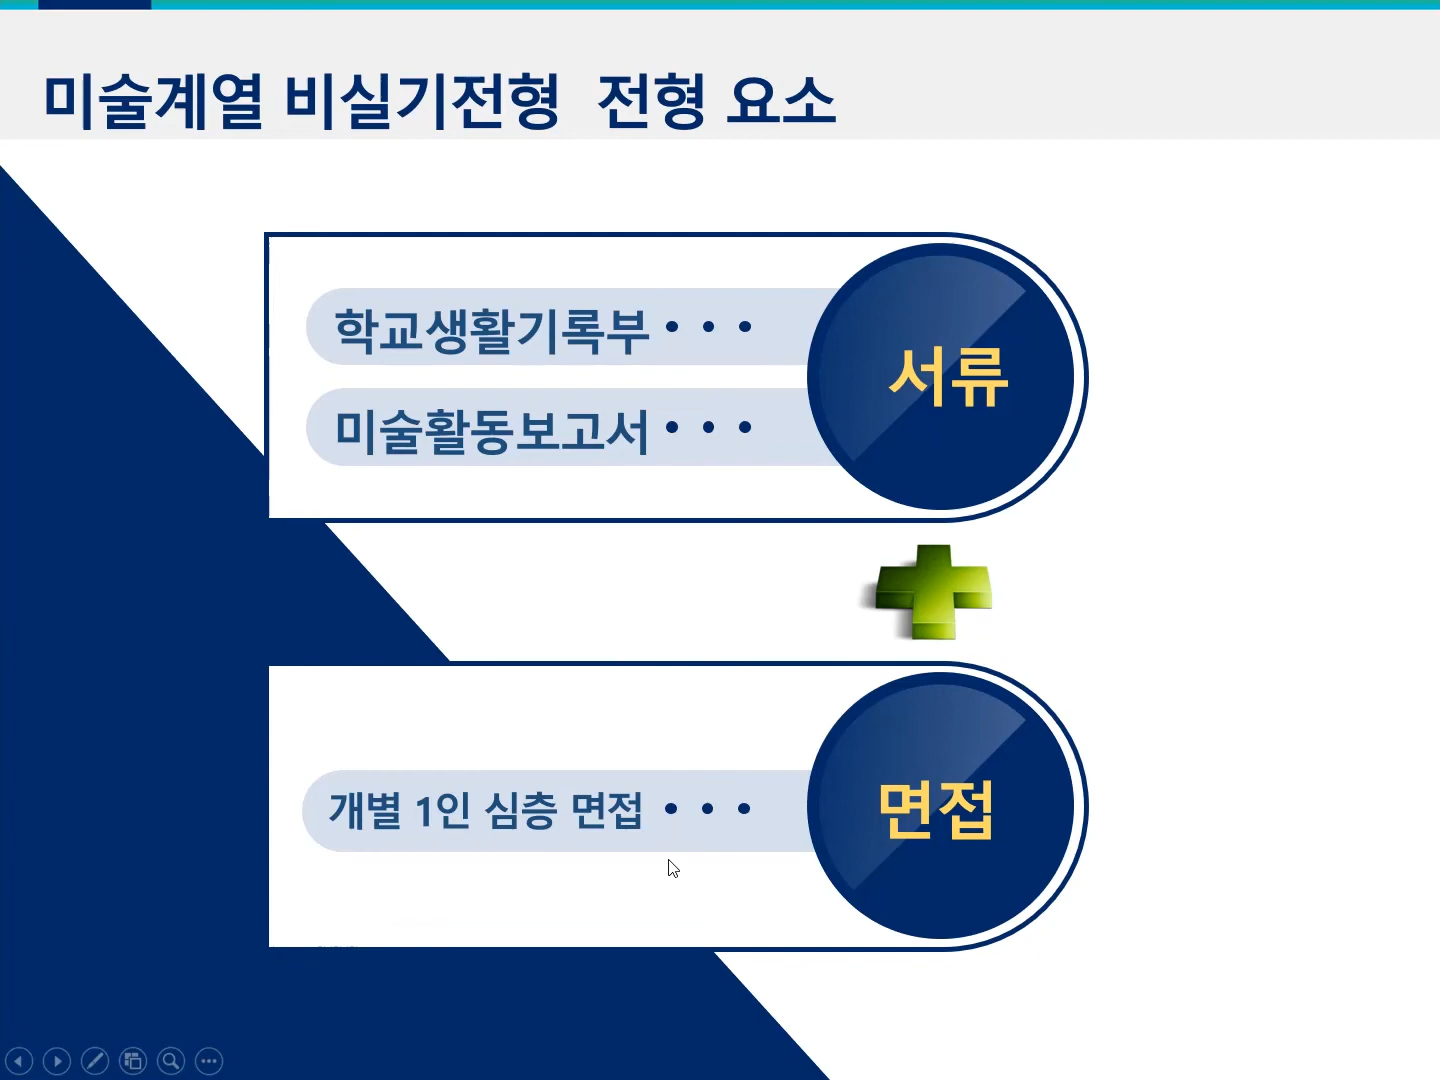 미술계열 비실기전형 전형 요소
학교생활기록부 • • •
미술활동보고서 • • •
서류
개별 1인 심층 면접 • • •
면접